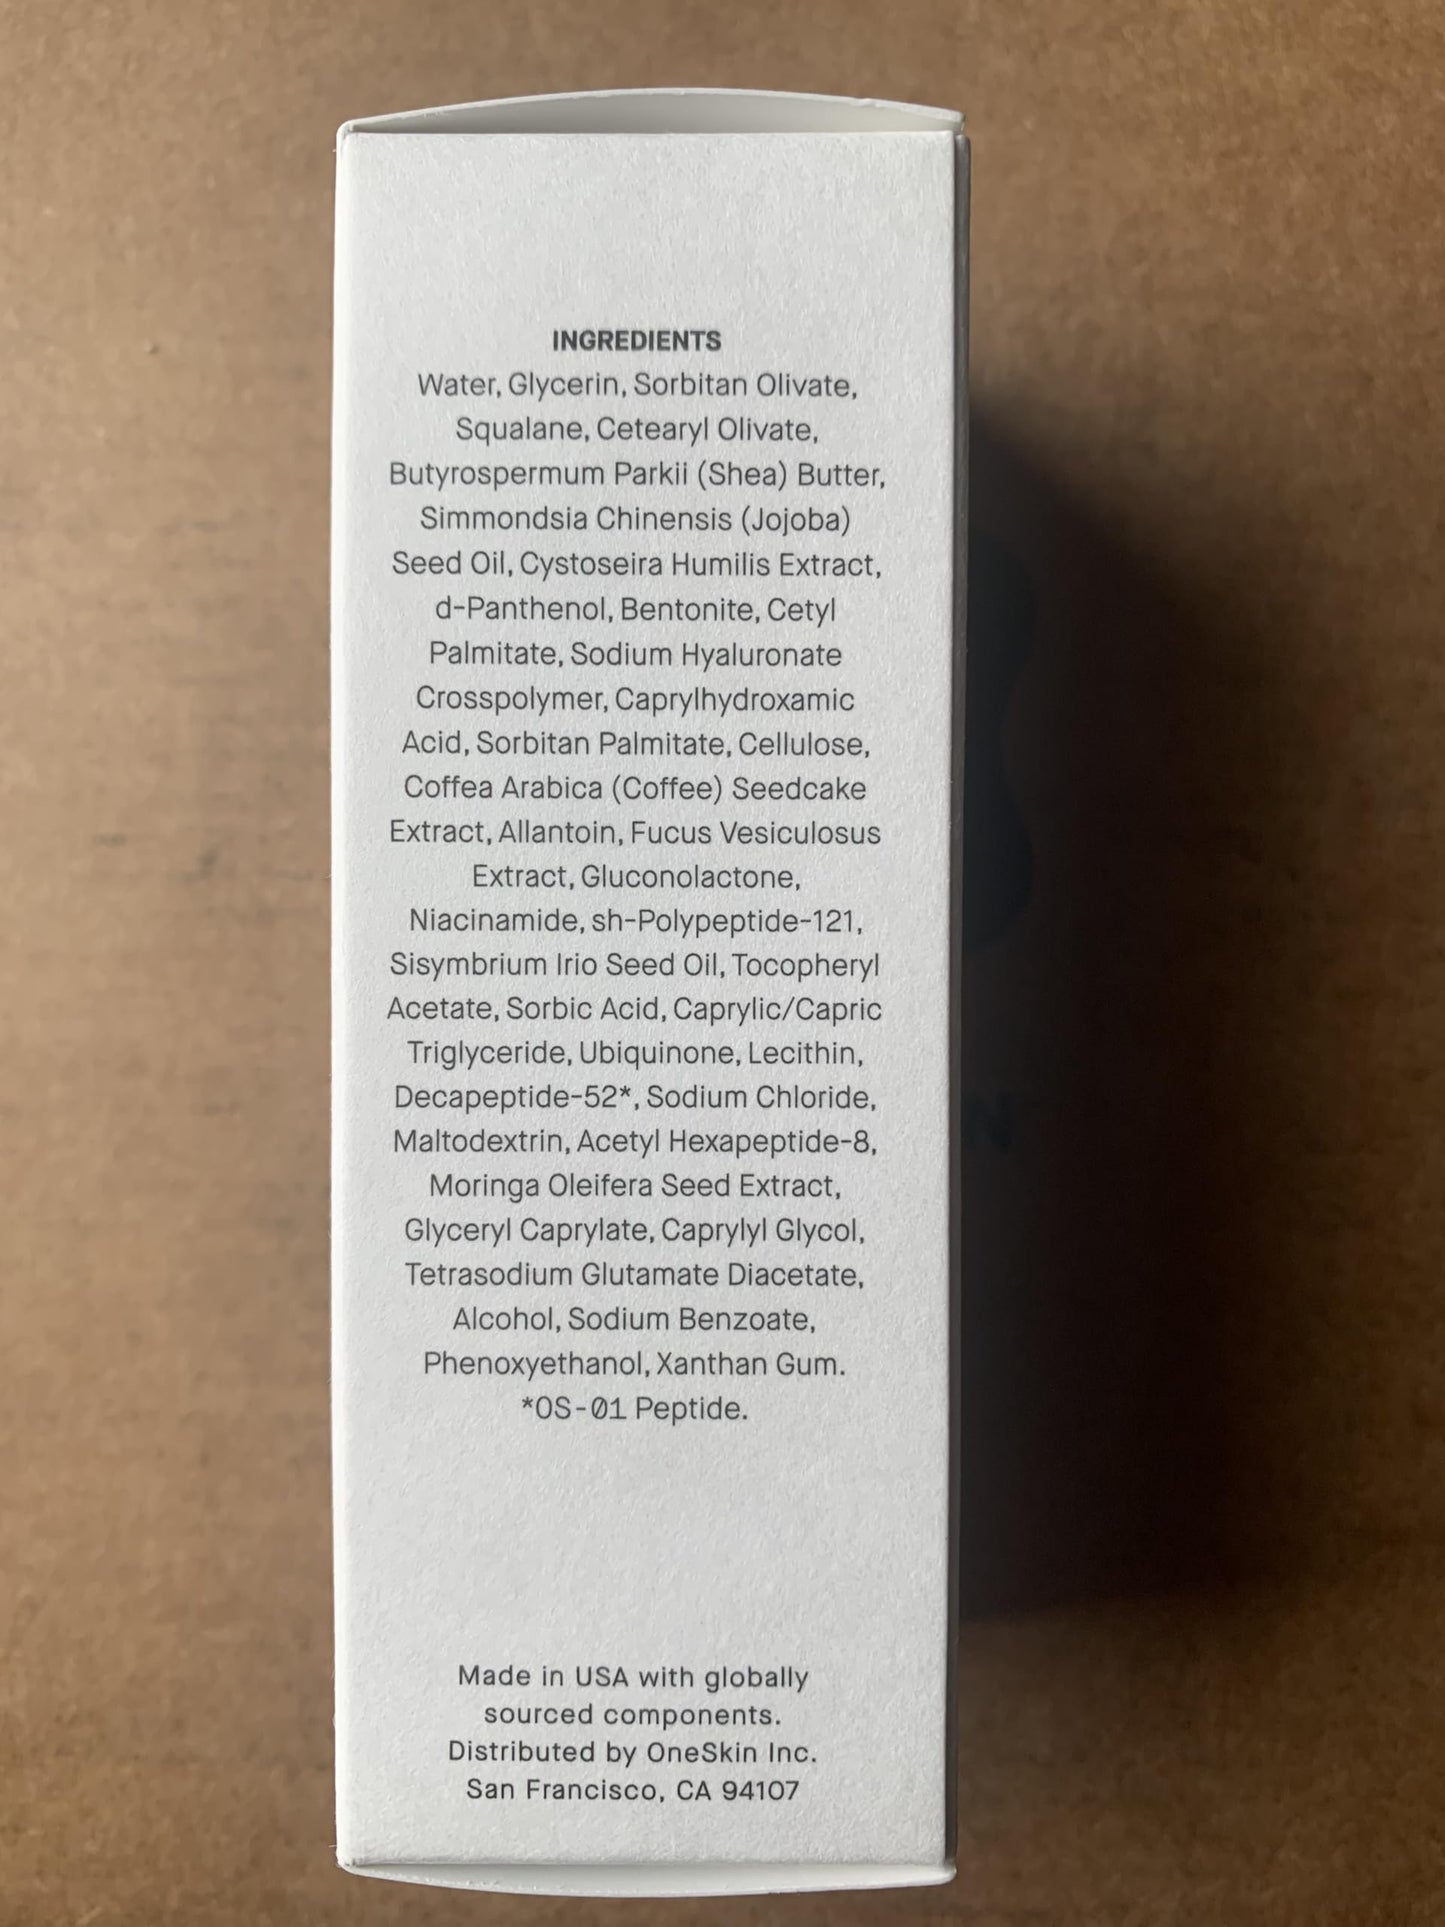 INGREDIENTS
Water, Glycerin, Sorbitan Olivate,
Squalane, Cetearyl Olivate,
Butyrospermum Parkii (Shea) Butter,
Simmondsia Chinensis (Jojoba)
Seed Oil, Cystoseira Humilis Extract,
d-Panthenol, Bentonite, Cetyl
Palmitate, Sodium Hyaluronate
Crosspolymer, Caprylhydroxamic
Acid, Sorbitan Palmitate, Cellulose,
Coffea Arabica (Coffee) Seedcake
Extract, Allantoin, Fucus Vesiculosus
Extract, Gluconolactone,
Niacinamide, sh-Polypeptide-121,
Sisymbrium Irio Seed Oil, Tocopheryl
Acetate, Sorbic Acid, Caprylic/Capric
Triglyceride, Ubiquinone, Lecithin,
Decapeptide-52*, Sodium Chloride,
Maltodextrin, Acetyl Hexapeptide-8,
Moringa Oleifera Seed Extract,
Glyceryl Caprylate, Caprylyl Glycol,
Tetrasodium Glutamate Diacetate,
Alcohol, Sodium Benzoate,
Phenoxyethanol, Xanthan Gum.
*OS-01 Peptide.
Made in USA with globally
sourced components.
Distributed by OneSkin Inc.
San Francisco, CA 94107